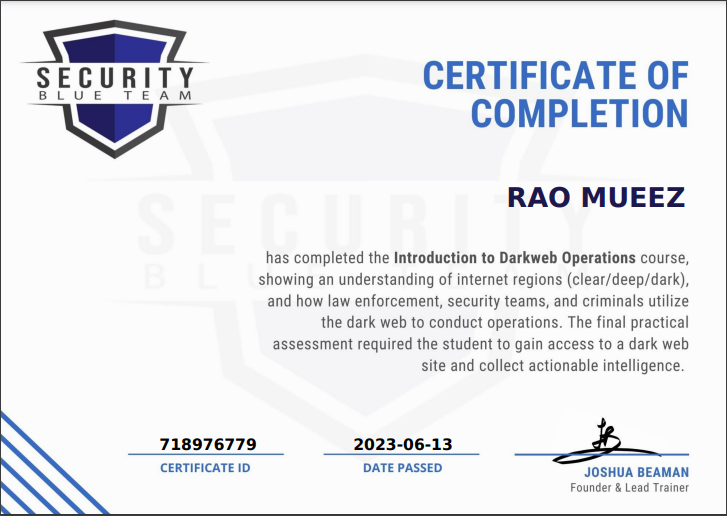 SECURITY
BLUE TEAM
CERTIFICATE OF
COMPLETION
RAO MUEEZ
SECURITY
BLUE TEAM
has completed the Introduction to Darkweb Operations course,
showing an understanding of internet regions (clear/deep/dark),
and how law enforcement, security teams, and criminals utilize
the dark web to conduct operations. The final practical
assessment required the student to gain access to a dark web
site and collect actionable intelligence.
718976779
CERTIFICATE ID
2023-06-13
DATE PASSED
JOSHUA BEAMAN
Founder & Lead Trainer